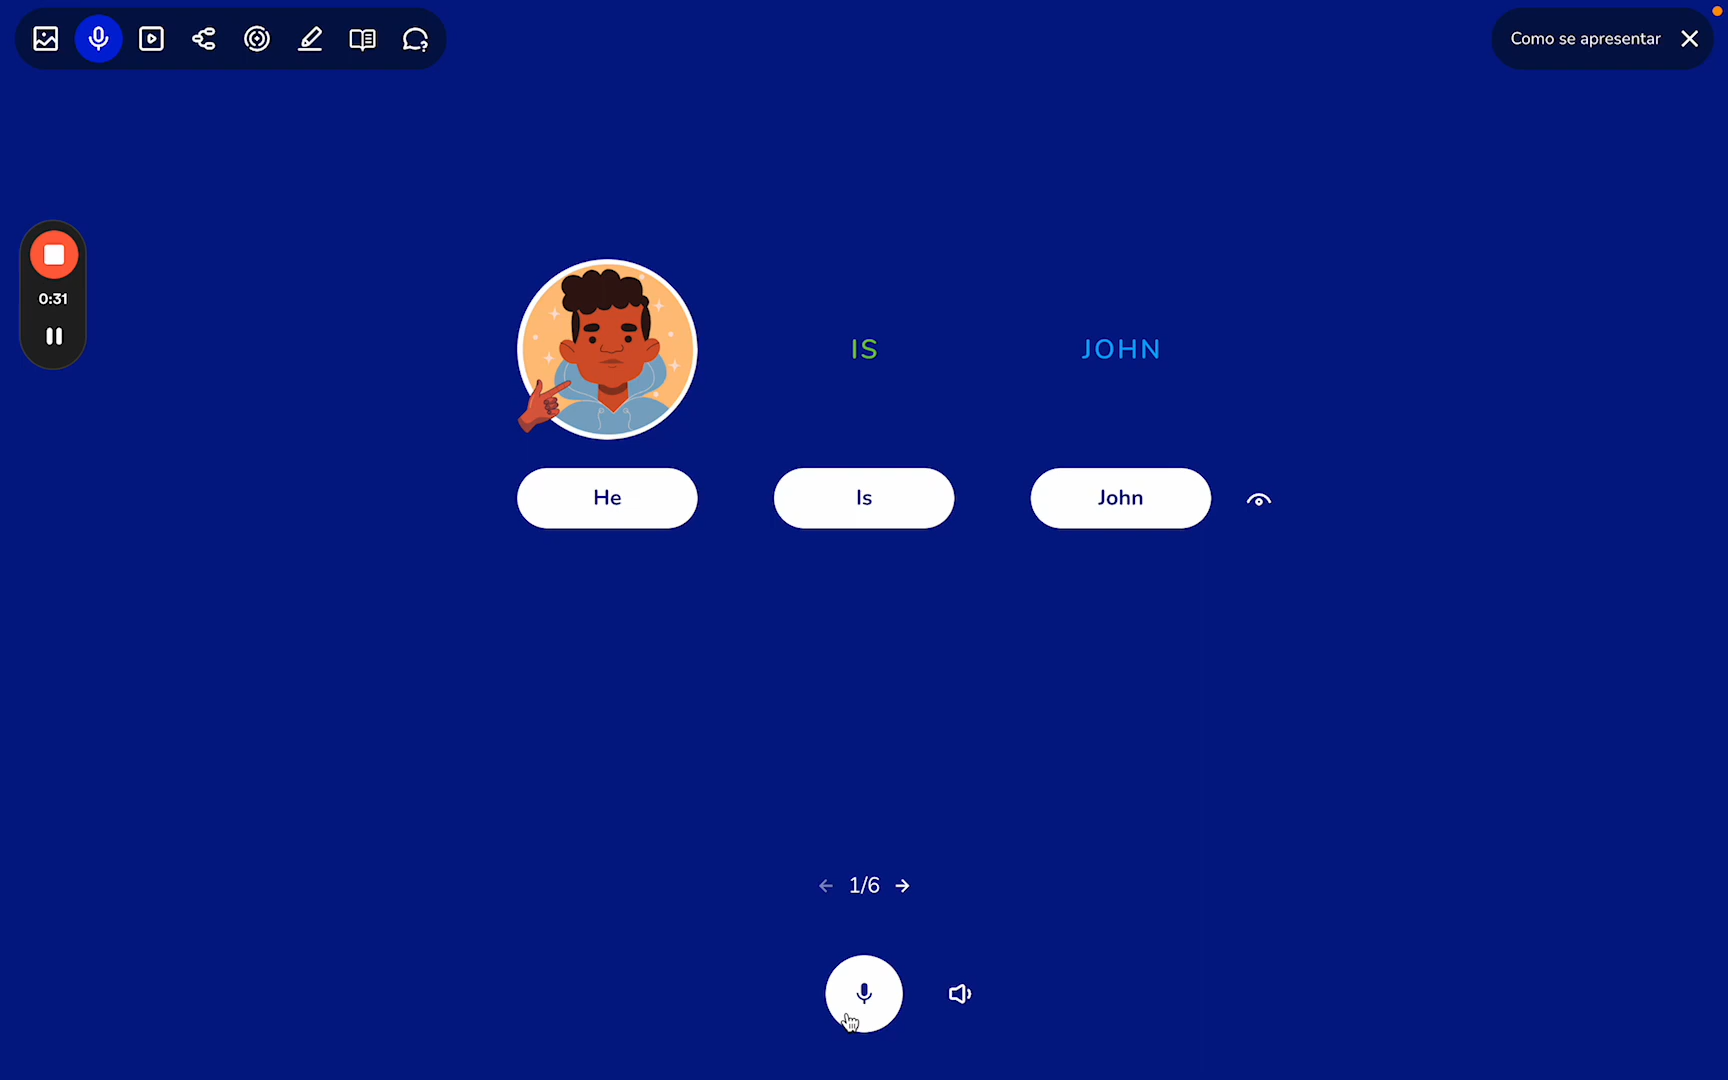 Como se apresentar
0:31
IS JOHN
He Is John
1/6